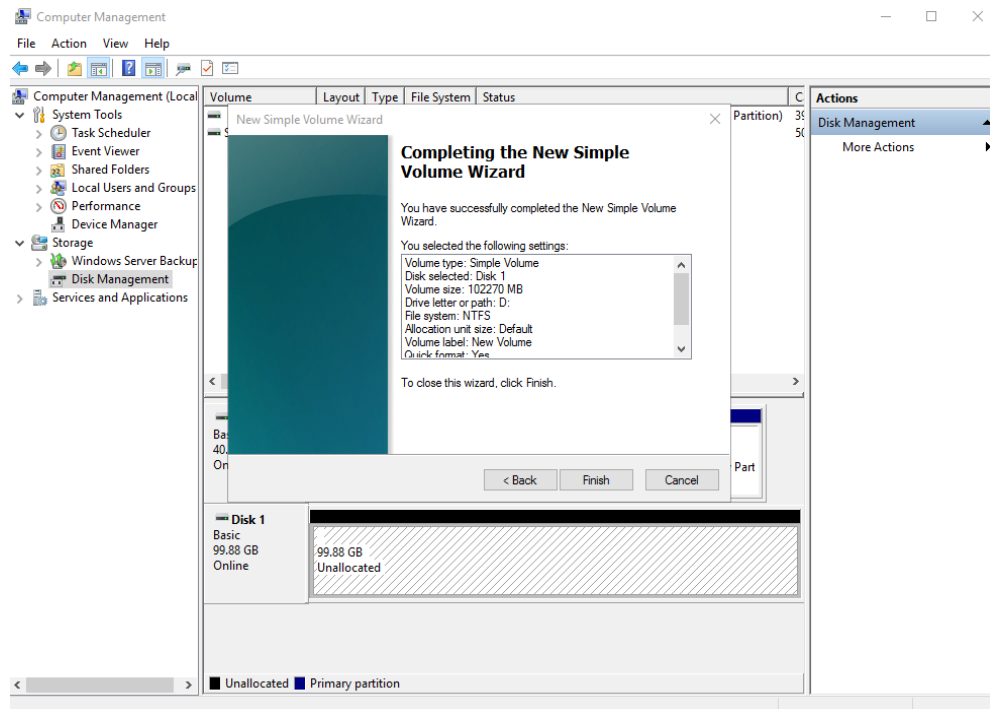 Computer Management
File Action View Help
Computer Management (Local
System Tools
Task Scheduler
Event Viewer
Shared Folders
Local Users and Groups
Performance
Device Manager
Storage
Windows Server Backup
Disk Management
Services and Applications
Volume Layout Type File System Status C
Partition) 39
S 50
New Simple Volume Wizard
Completing the New Simple
Volume Wizard
You have successfully completed the New Simple Volume
Wizard.
You selected the following settings:
Volume type: Simple Volume
Disk selected: Disk 1
Volume size: 102270 MB
Drive letter or path: D:
File system: NTFS
Allocation unit size: Default
Volume label: New Volume
Quick format: Yes
To close this wizard, click Finish.
< Back Finish Cancel
Bas
40.
On
Part
Disk 1
Basic
99.88 GB
Online
99.88 GB
Unallocated
Unallocated Primary partition
Actions
Disk Management
More Actions